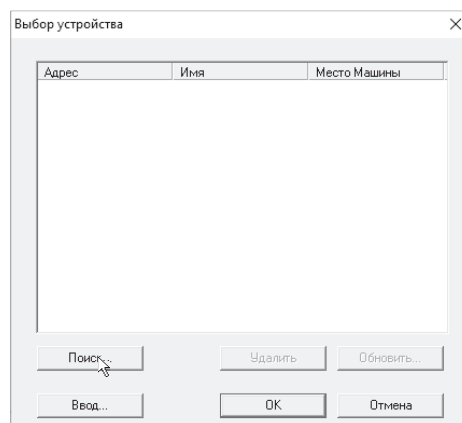 Выбор устройства
Адрес Имя Место Машины
Поиск...
Удалить
Обновить...
Ввод...
OK
Отмена